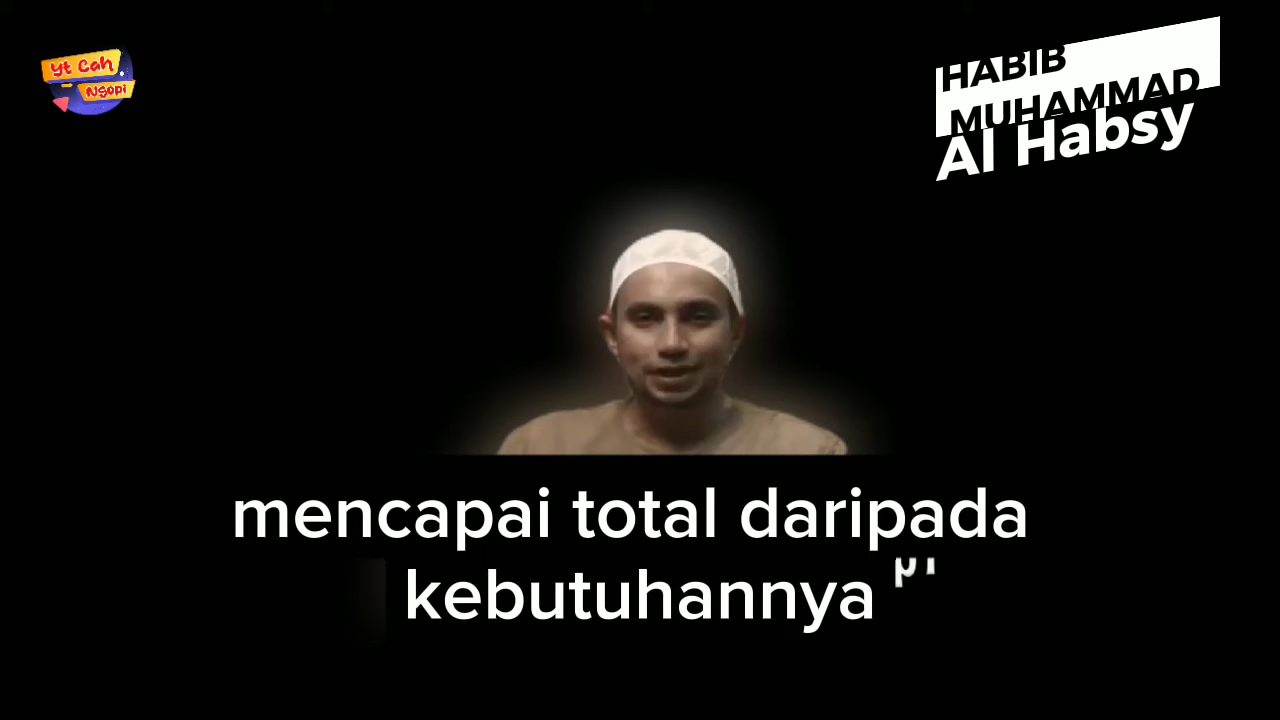 Yt Cah
Ngopi
HABIB
MUHAMMAD
Al Habsy
mencapai total daripada
kebutuhannya